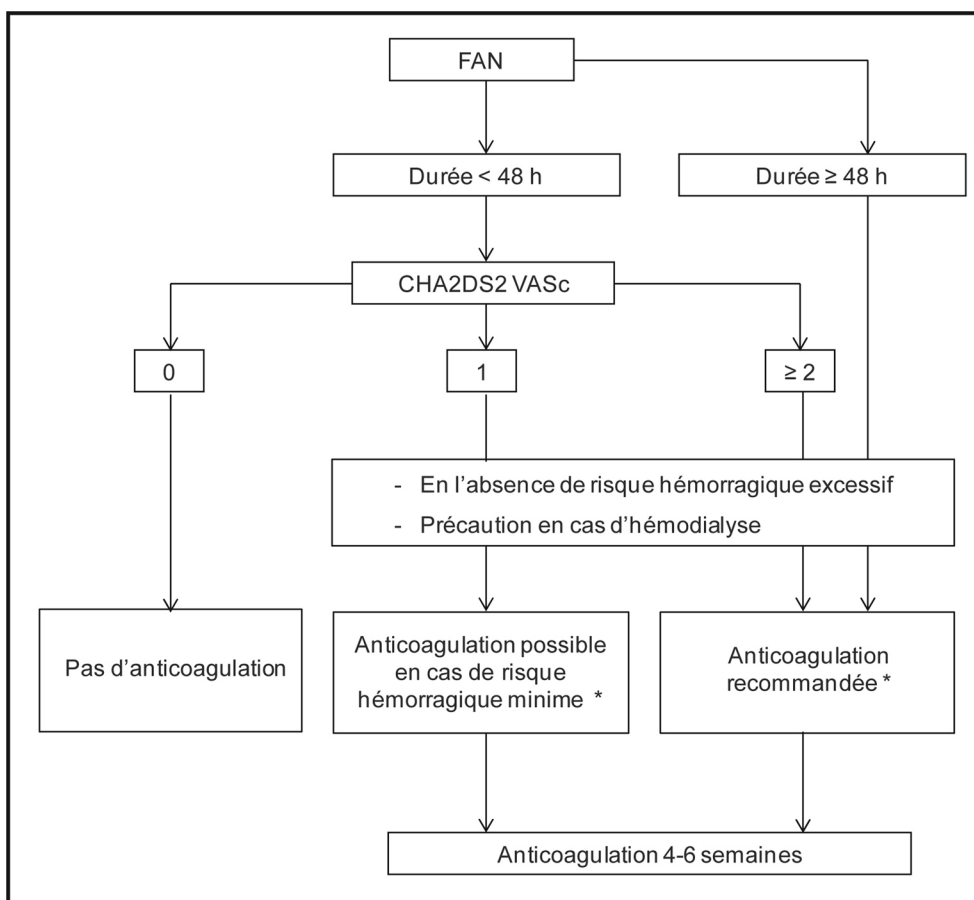 FAN
Durée < 48 h
Durée ≥ 48 h
CHA2DS2 VASc
0
1
≥ 2
- En l’absence de risque hémorragique excessif
- Précaution en cas d’hémodialyse
Pas d’anticoagulation
Anticoagulation possible
en cas de risque
hémorragique minime *
Anticoagulation
recommandée *
Anticoagulation 4-6 semaines